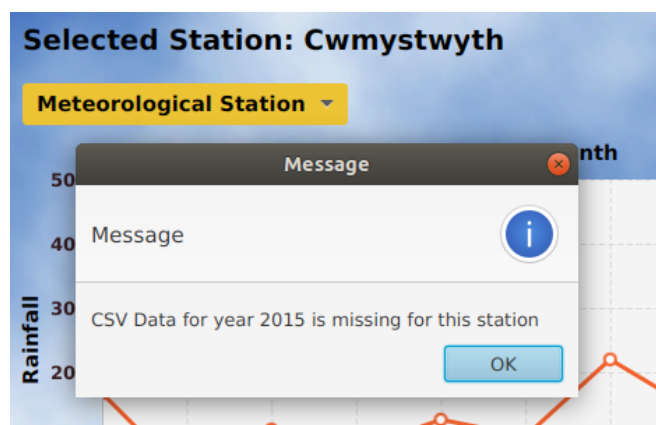 Selected Station: Cwmystwyth
Meteorological Station
nth
Message
50
Message
i
40
30
CSV Data for year 2015 is missing for this station
Rainfall
20
OK